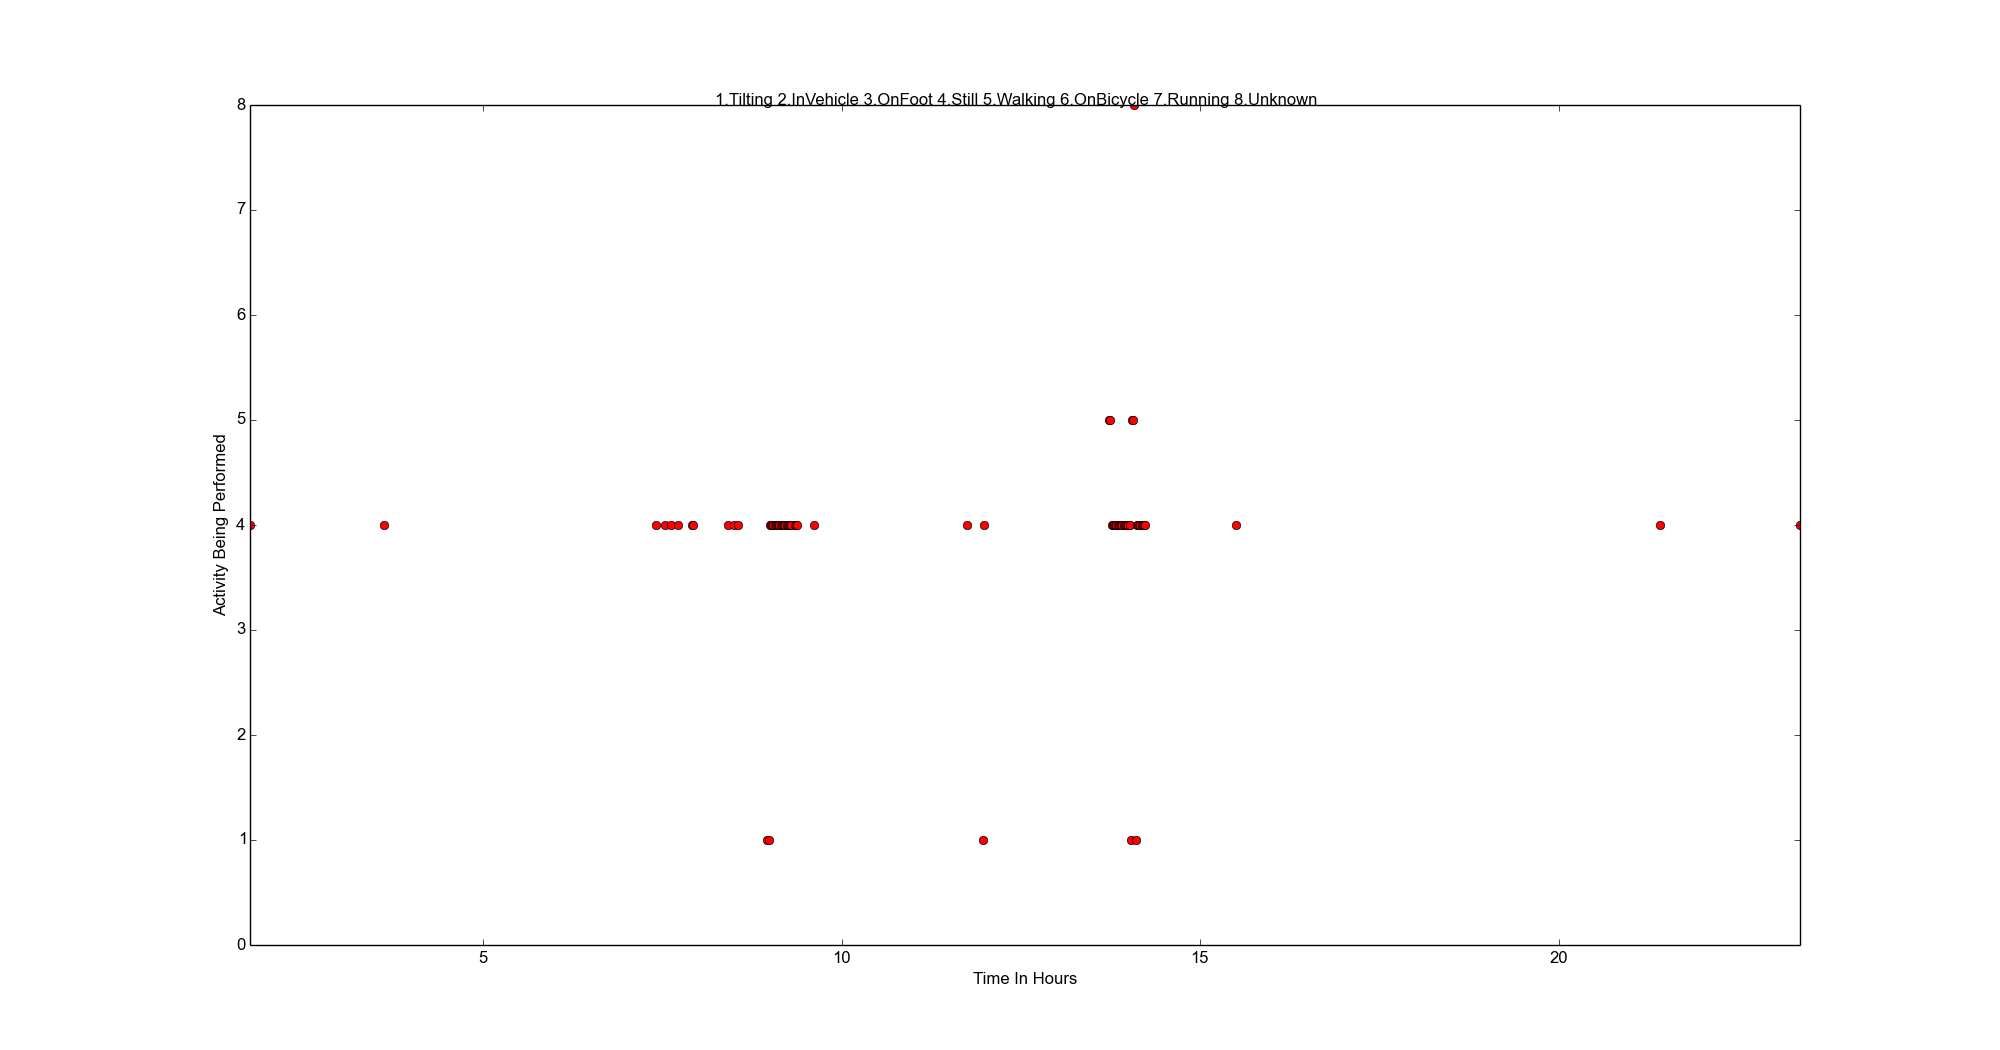 1.Tilting 2.InVehicle 3.OnFoot 4.Still 5.Walking 6.OnBicycle 7.Running 8.Unknown
8
7
6
5
4
3
2
1
0
Activity Being Performed
5 10 15 20
Time In Hours